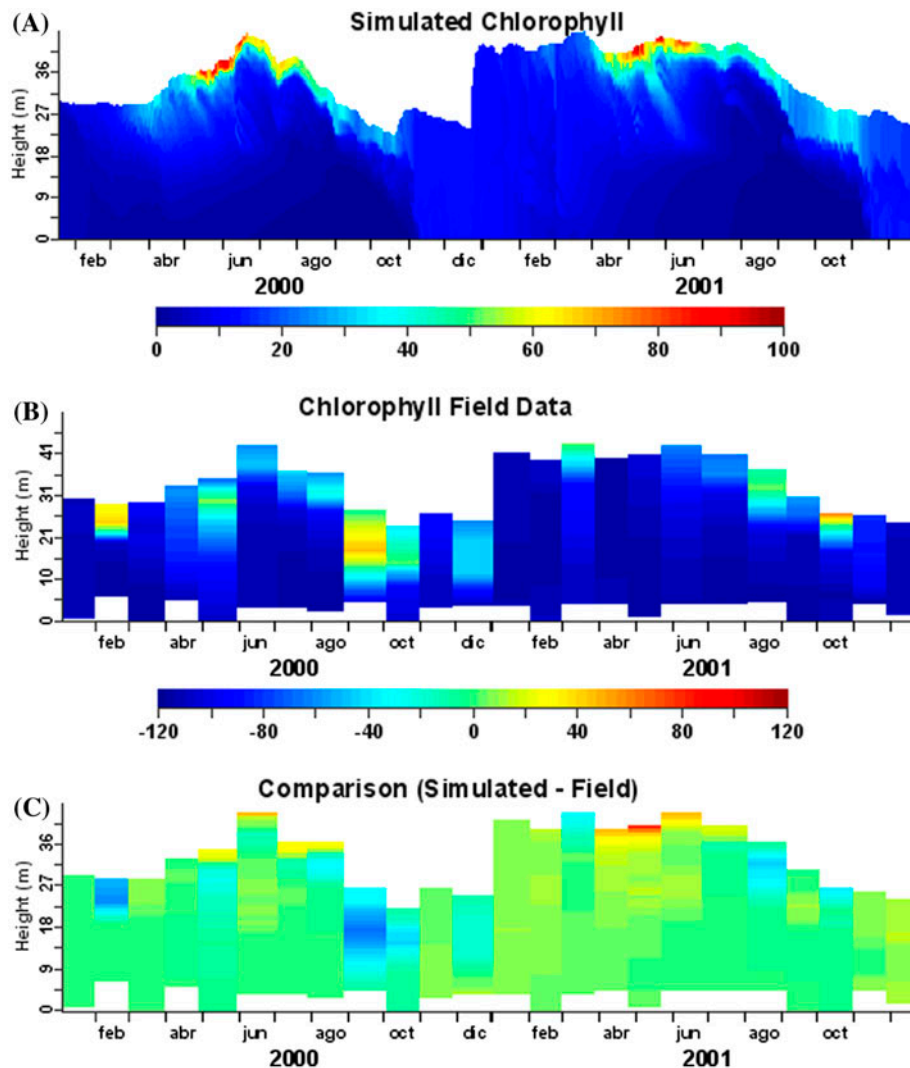 (A)
Simulated Chlorophyll
Height (m)
36
27
18
9
0
feb abr jun ago oct dic feb abr jun ago oct
2000 2001
0 20 40 60 80 100
(B)
Chlorophyll Field Data
Height (m)
41
31
21
10
0
feb abr jun ago oct dic feb abr jun ago oct
2000 2001
-120 -80 -40 0 40 80 120
(C)
Comparison (Simulated - Field)
Height (m)
36
27
18
9
0
feb abr jun ago oct dic feb abr jun ago oct
2000 2001